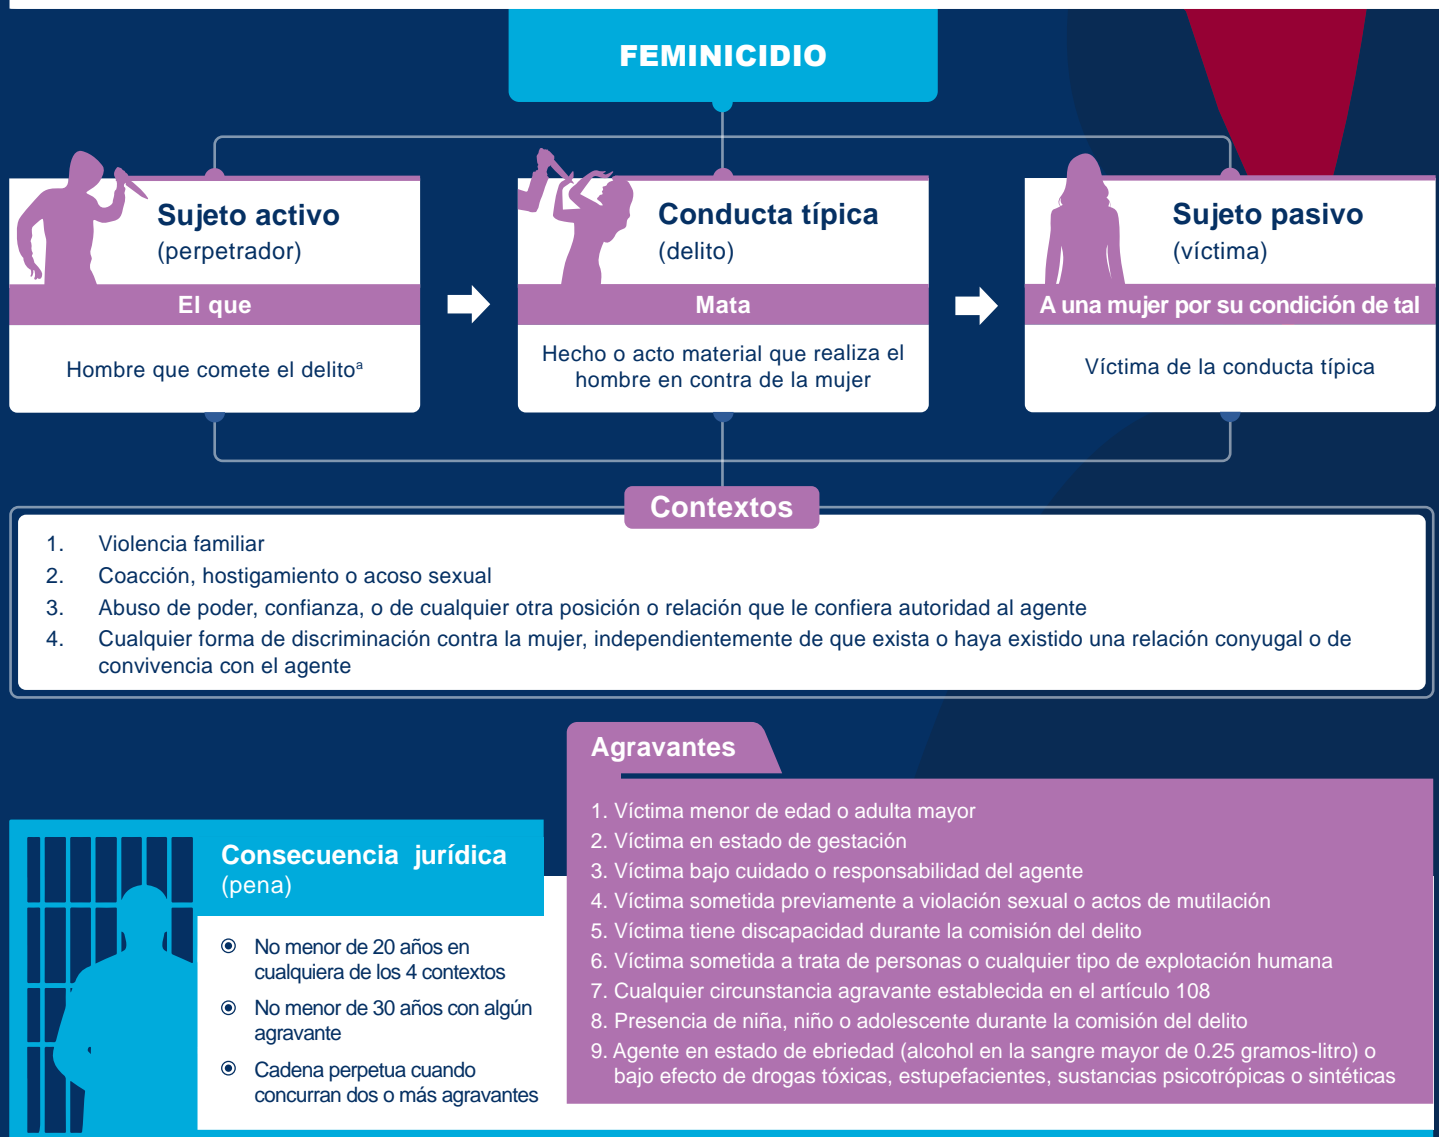 FEMINICIDIO
Sujeto activo
(perpetrador)
El que
Hombre que comete el delitoª
Conducta típica
(delito)
Mata
Hecho o acto material que realiza el
hombre en contra de la mujer
Sujeto pasivo
(víctima)
A una mujer por su condición de tal
Víctima de la conducta típica
Contextos
1. Violencia familiar
2. Coacción, hostigamiento o acoso sexual
3. Abuso de poder, confianza, o de cualquier otra posición o relación que le confiera autoridad al agente
4. Cualquier forma de discriminación contra la mujer, independientemente de que exista o haya existido una relación conyugal o de
convivencia con el agente
Consecuencia jurídica
(pena)
No menor de 20 años en
cualquiera de los 4 contextos
No menor de 30 años con algún
agravante
Cadena perpetua cuando
concurran dos o más agravantes
Agravantes
1. Víctima menor de edad o adulta mayor
2. Víctima en estado de gestación
3. Víctima bajo cuidado o responsabilidad del agente
4. Víctima sometida previamente a violación sexual o actos de mutilación
5. Víctima tiene discapacidad durante la comisión del delito
6. Víctima sometida a trata de personas o cualquier tipo de explotación humana
7. Cualquier circunstancia agravante establecida en el artículo 108
8. Presencia de niña, niño o adolescente durante la comisión del delito
9. Agente en estado de ebriedad (alcohol en la sangre mayor de 0.25 gramos-litro) o
bajo efecto de drogas tóxicas, estupefacientes, sustancias psicotrópicas o sintéticas